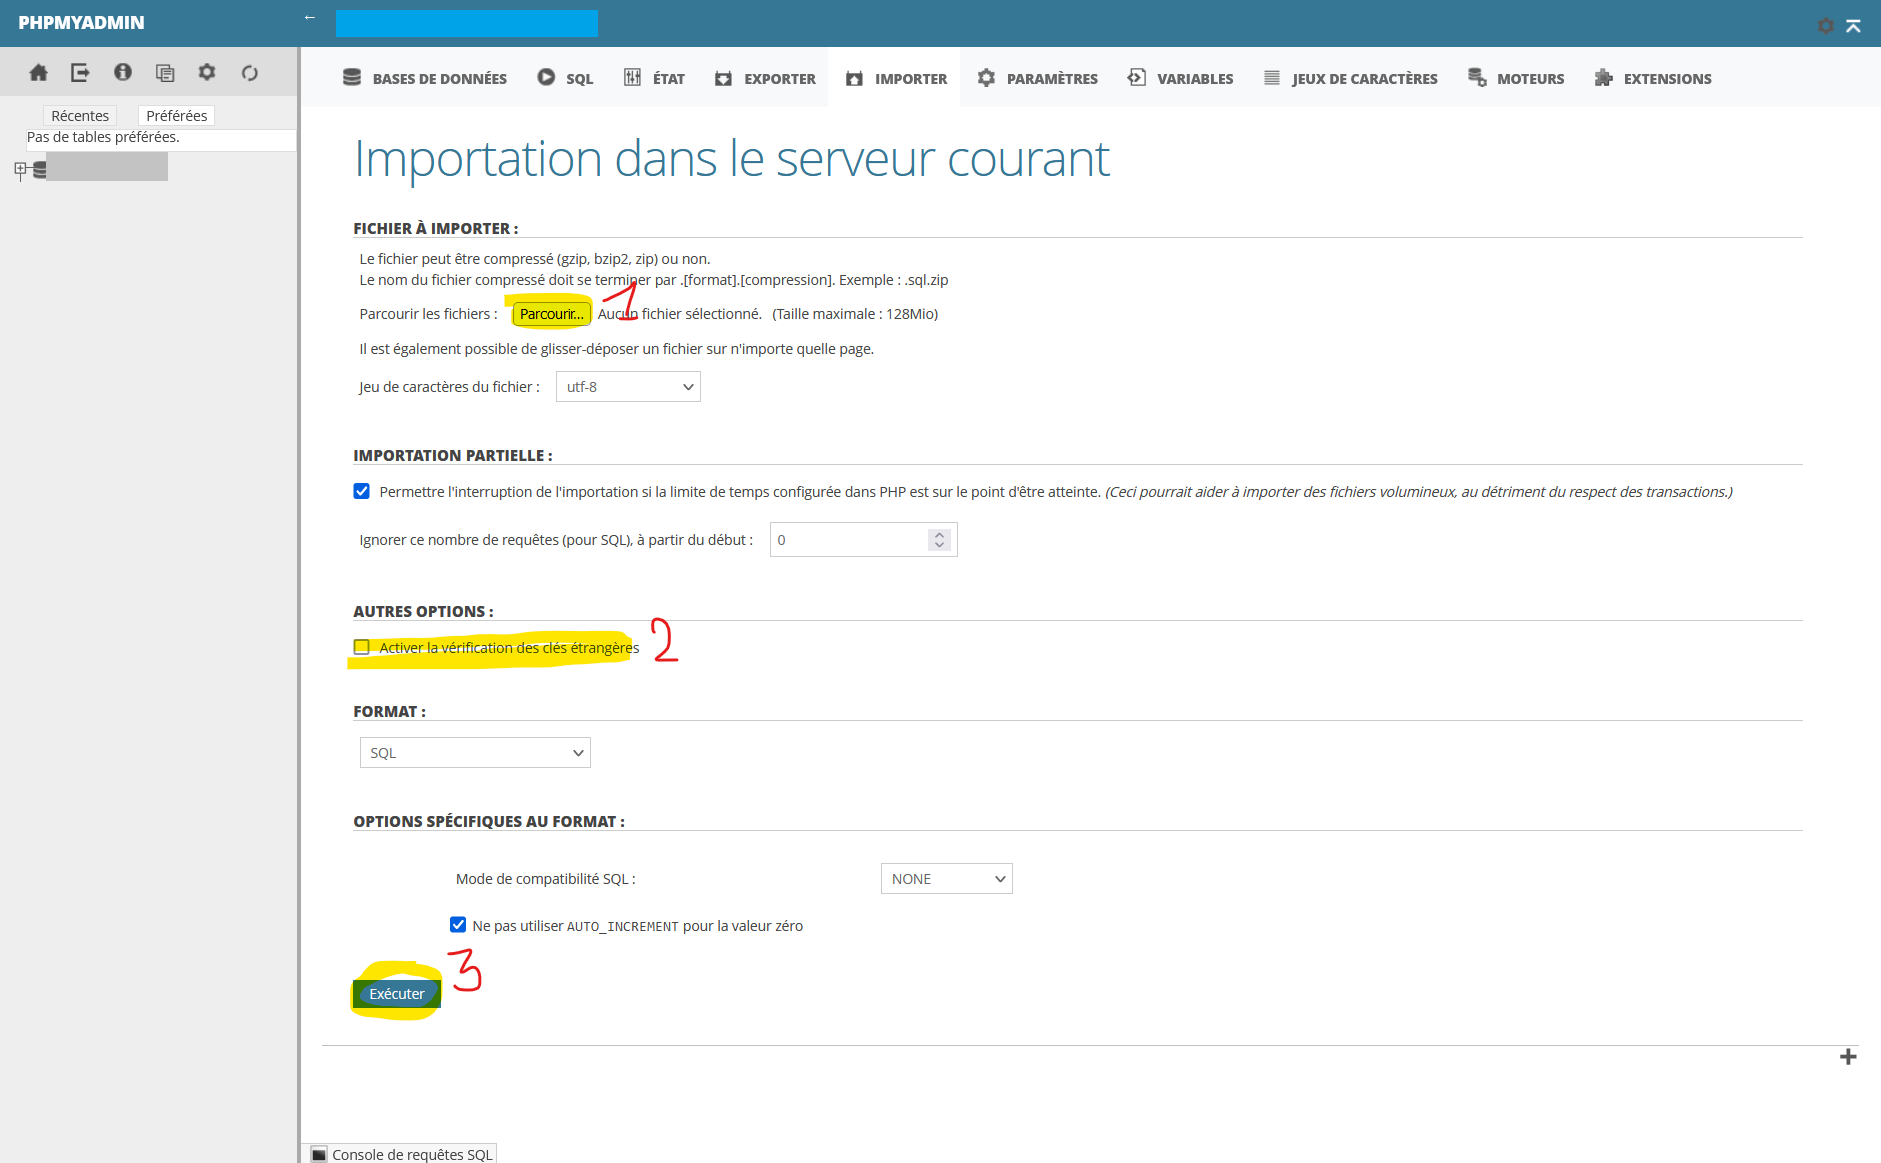 PHPMYADMIN
←
Récentes
Préférées
Pas de tables préférées.
BASES DE DONNÉES
SQL
ÉTAT
EXPORTER
IMPORTER
PARAMÈTRES
VARIABLES
JEUX DE CARACTÈRES
MOTEURS
EXTENSIONS
Importation dans le serveur courant
FICHIER À IMPORTER :
Le fichier peut être compressé (gzip, bzip2, zip) ou non.
Le nom du fichier compressé doit se terminer par .[format].[compression]. Exemple : .sql.zip
Parcourir les fichiers : Parcourir... Aucun fichier sélectionné. (Taille maximale : 128Mio)
1
Il est également possible de glisser-déposer un fichier sur n'importe quelle page.
Jeu de caractères du fichier : utf-8
IMPORTATION PARTIELLE :
Permettre l'interruption de l'importation si la limite de temps configurée dans PHP est sur le point d'être atteinte. (Ceci pourrait aider à importer des fichiers volumineux, au détriment du respect des transactions.)
Ignorer ce nombre de requêtes (pour SQL), à partir du début : 0
AUTRES OPTIONS :
Activer la vérification des clés étrangères 2
FORMAT :
SQL
OPTIONS SPÉCIFIQUES AU FORMAT :
Mode de compatibilité SQL : NONE
Ne pas utiliser AUTO_INCREMENT pour la valeur zéro
3
Exécuter
Console de requêtes SQL